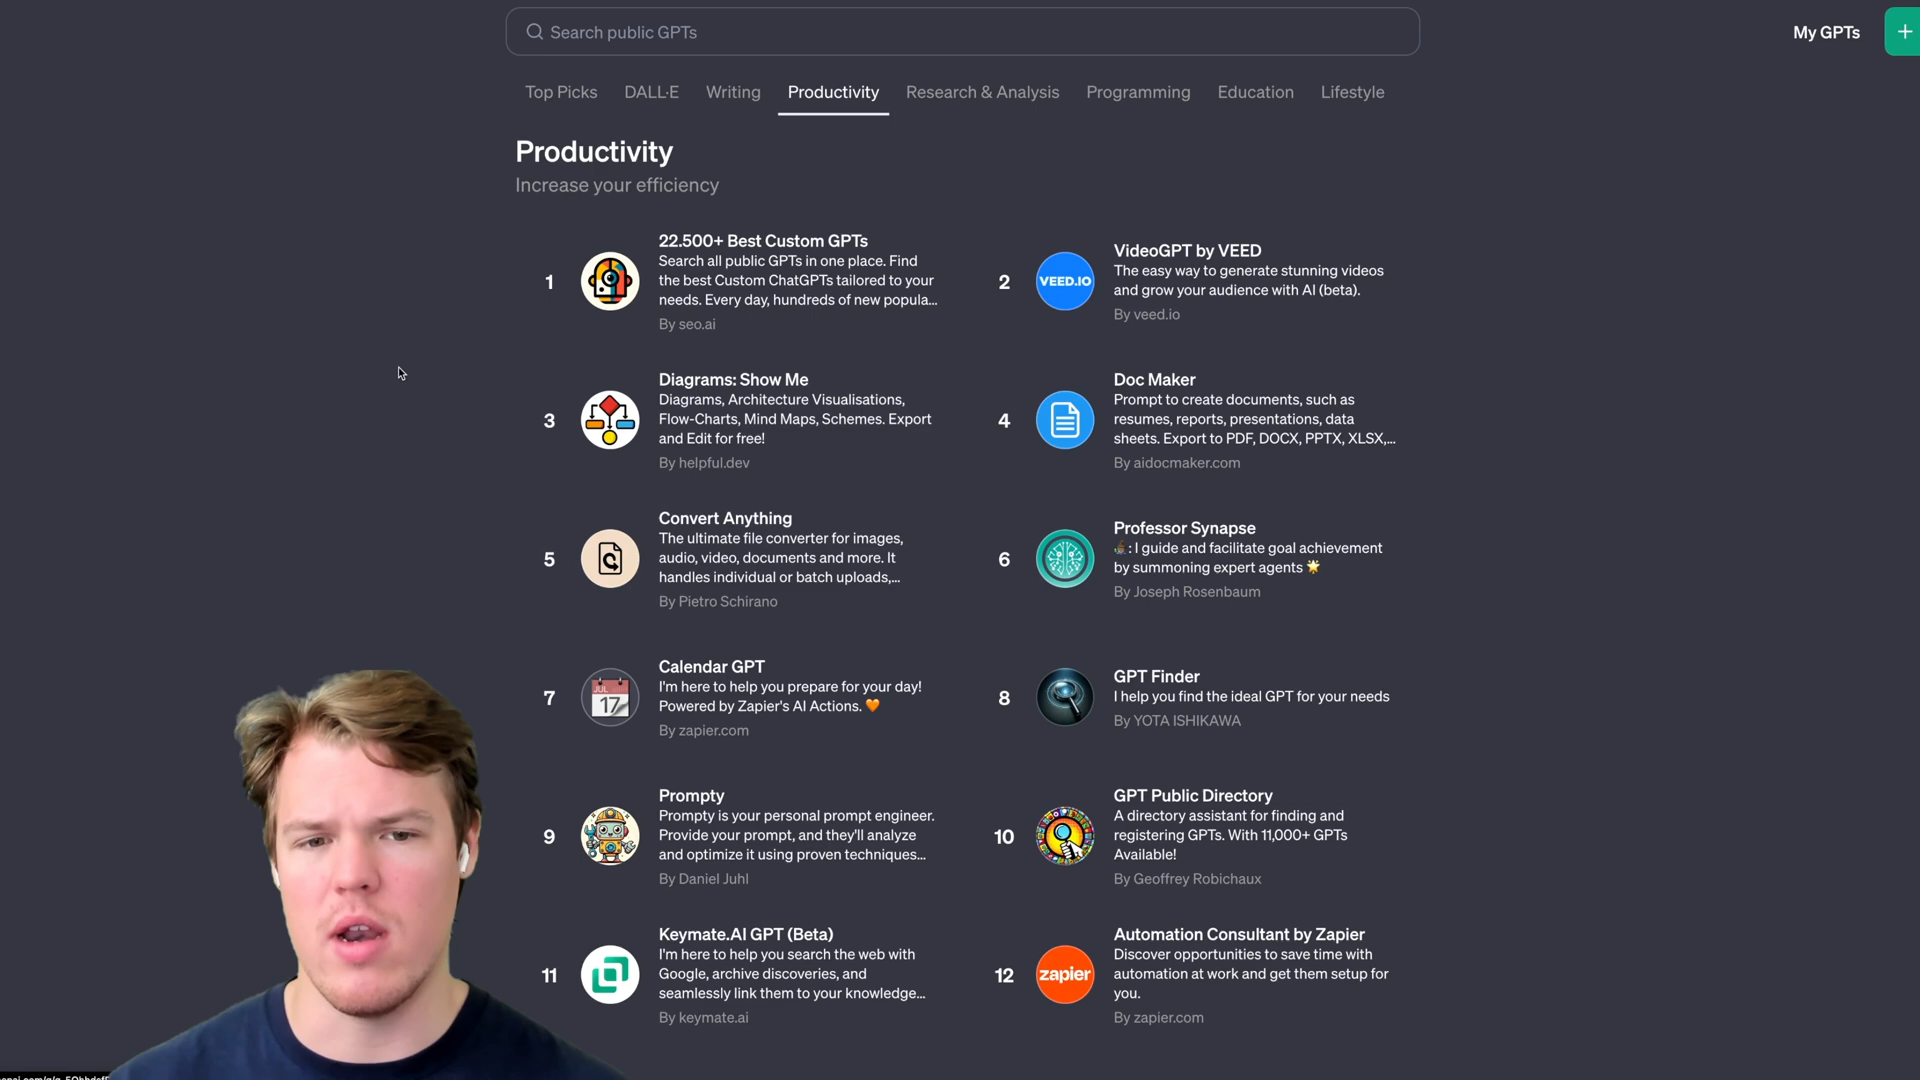 Search public GPTs
My GPTs
Top Picks
DALL·E
Writing
Productivity
Research & Analysis
Programming
Education
Lifestyle
Productivity
Increase your efficiency
1
22.500+ Best Custom GPTs
Search all public GPTs in one place. Find
the best Custom ChatGPTs tailored to your
needs. Every day, hundreds of new popula...
By seo.ai
2
VEED.IO
VideoGPT by VEED
The easy way to generate stunning videos
and grow your audience with AI (beta).
By veed.io
3
Diagrams: Show Me
Diagrams, Architecture Visualisations,
Flow-Charts, Mind Maps, Schemes. Export
and Edit for free!
By helpful.dev
4
Doc Maker
Prompt to create documents, such as
resumes, reports, presentations, data
sheets. Export to PDF, DOCX, PPTX, XLSX,...
By aidocmaker.com
5
Convert Anything
The ultimate file converter for images,
audio, video, documents and more. It
handles individual or batch uploads,...
By Pietro Schirano
6
Professor Synapse
🧙🏾‍♂️: I guide and facilitate goal achievement
by summoning expert agents 🌟
By Joseph Rosenbaum
7
JUL
17
Calendar GPT
I'm here to help you prepare for your day!
Powered by Zapier's AI Actions. 🧡
By zapier.com
8
GPT Finder
I help you find the ideal GPT for your needs
By YOTA ISHIKAWA
9
Prompty
Prompty is your personal prompt engineer.
Provide your prompt, and they'll analyze
and optimize it using proven techniques...
By Daniel Juhl
10
GPT Public Directory
A directory assistant for finding and
registering GPTs. With 11,000+ GPTs
Available!
By Geoffrey Robichaux
11
Keymate.AI GPT (Beta)
I'm here to help you search the web with
Google, archive discoveries, and
seamlessly link them to your knowledge...
By keymate.ai
12
zapier
Automation Consultant by Zapier
Discover opportunities to save time with
automation at work and get them setup for
you.
By zapier.com